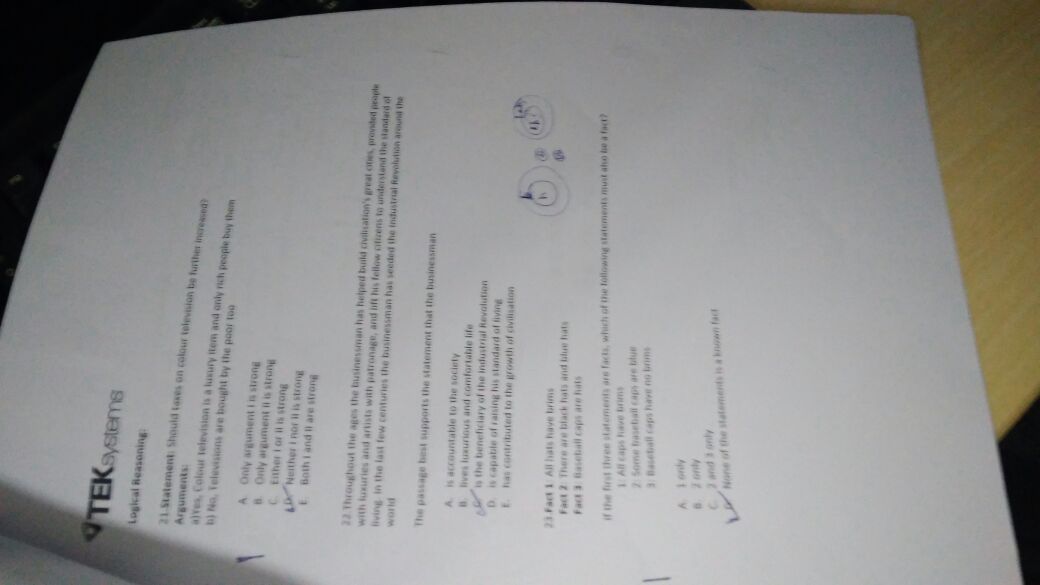 TEKsystems
Logical Reasoning:
21.Statement: Should taxes on colour television be further increased?
Arguments:
a)Yes, Colour television is a luxury item and only rich people buy them
b) No, Televisions are bought by the poor too
A. Only argument I is strong
B. Only argument II is strong
C. Either I or II is strong
D. Neither I nor II is strong
E. Both I and II are strong
22.Throughout the ages the businessman has helped build civilisation's great cities, provided people
with luxuries and artists with patronage, and lift his fellow citizens to understand the standard of
living. In the last few centuries the businessman has seeded the Industrial Revolution around the
world
The passage best supports the statement that the businessman
A. Is accountable to the society
B. lives luxurious and comfortable life
C. is the beneficiary of the Industrial Revolution
D. is capable of raising his standard of living
E. has contributed to the growth of civilisation
23.Fact 1: All hats have brims
Fact 2: There are black hats and blue hats
Fact 3: Baseball caps are hats
If the first three statements are facts, which of the following statements must also be a fact?
1: All caps have brims
2: Some baseball caps are blue
3: Baseball caps have no brims
A. 1 only
B. 2 only
C. 2 and 3 only
None of the statements is a known fact